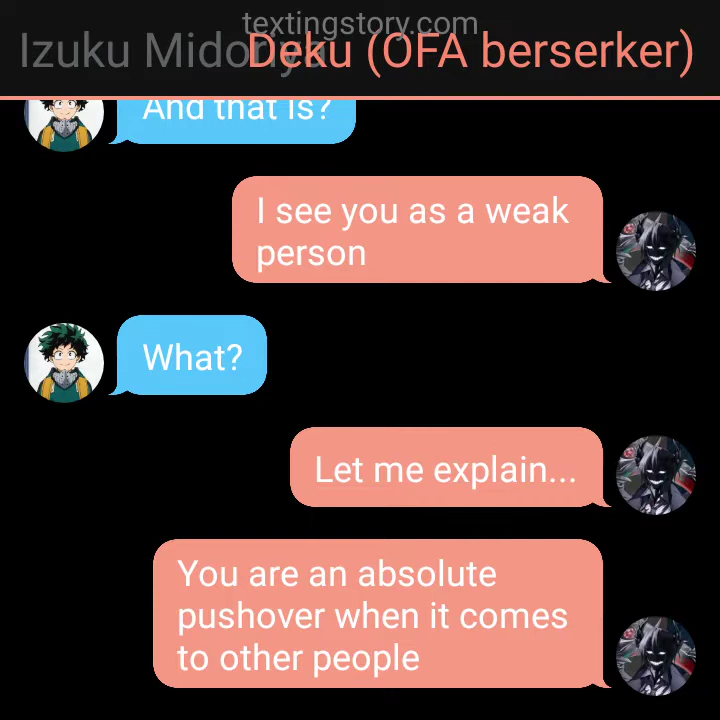 textingstory.com
Izuku Midoriya
Deku (OFA berserker)
And that is?
I see you as a weak
person
What?
Let me explain...
You are an absolute
pushover when it comes
to other people